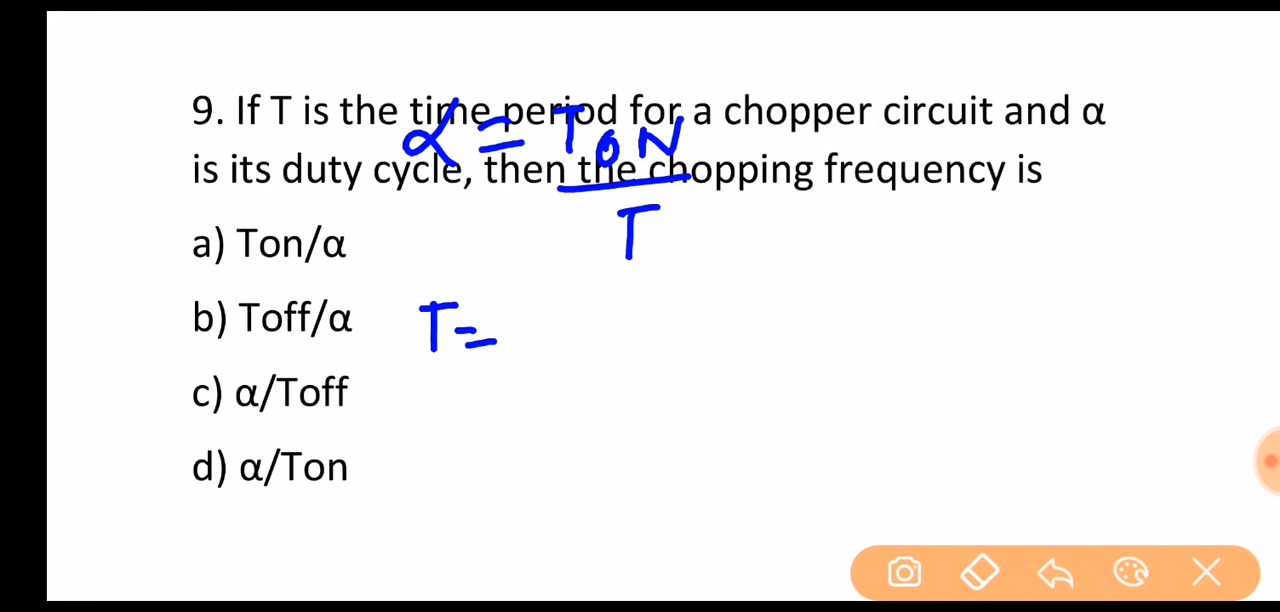 9. If T is the time period for a chopper circuit and α
is its duty cycle, then the chopping frequency is
α = TON
T
a) Ton/α
b) Toff/α
T=
c) α/Toff
d) α/Ton